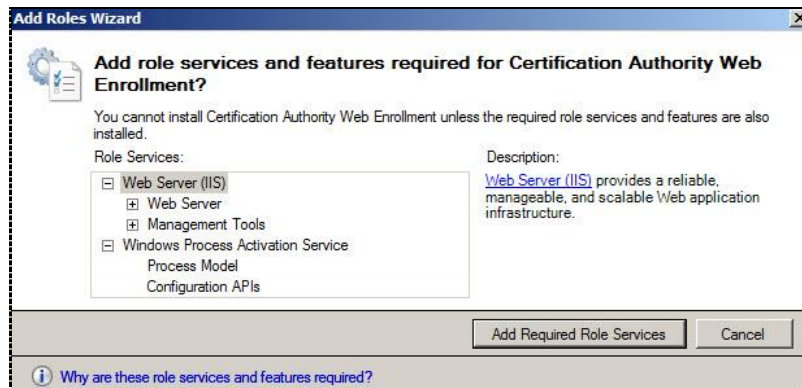 Add Roles Wizard
Add role services and features required for Certification Authority Web
Enrollment?
You cannot install Certification Authority Web Enrollment unless the required role services and features are also
installed.
Role Services:
Web Server (IIS)
Web Server
Management Tools
Windows Process Activation Service
Process Model
Configuration APIs
Description:
Web Server (IIS) provides a reliable,
manageable, and scalable Web application
infrastructure.
Add Required Role Services
Cancel
Why are these role services and features required?